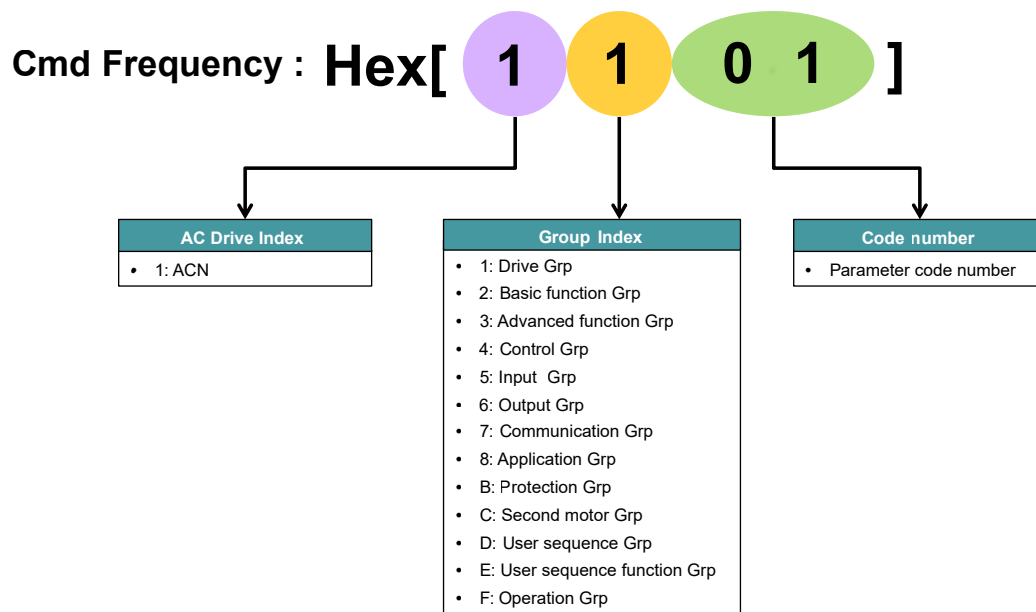 Cmd Frequency : Hex[ 1 1 0 1 ]
AC Drive Index
• 1: ACN
Group Index
• 1: Drive Grp
• 2: Basic function Grp
• 3: Advanced function Grp
• 4: Control Grp
• 5: Input Grp
• 6: Output Grp
• 7: Communication Grp
• 8: Application Grp
• B: Protection Grp
• C: Second motor Grp
• D: User sequence Grp
• E: User sequence function Grp
• F: Operation Grp
Code number
• Parameter code number